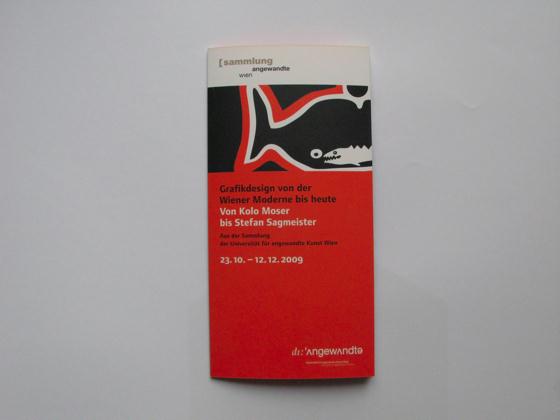 [sammlung
angewandte
wien
Grafikdesign von der
Wiener Moderne bis heute
Von Kolo Moser
bis Stefan Sagmeister
Aus der Sammlung
der Universität für angewandte Kunst Wien
23. 10. – 12. 12. 2009
dı:'ʌngewʌndtə